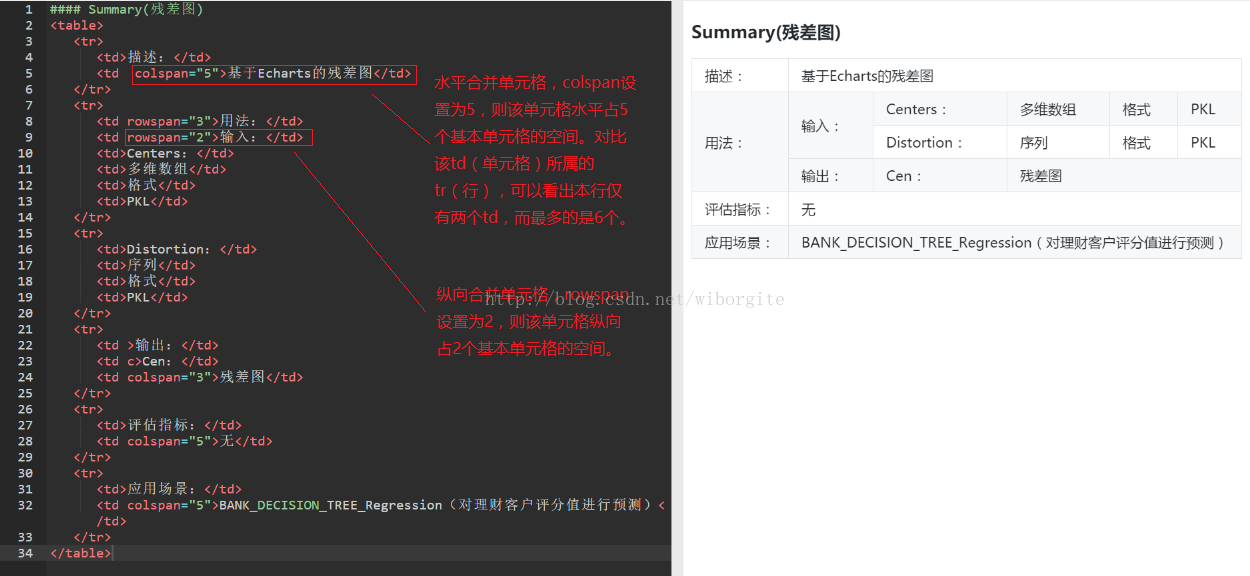 1 #### Summary(残差图)
2 <table>
3 <tr>
4 <td>描述：</td>
5 <td colspan="5">基于Echarts的残差图</td>
6 </tr>
7 <tr>
8 <td rowspan="3">用法：</td>
9 <td rowspan="2">输入：</td>
10 <td>Centers：</td>
11 <td>多维数组</td>
12 <td>格式</td>
13 <td>PKL</td>
14 </tr>
15 <tr>
16 <td>Distortion：</td>
17 <td>序列</td>
18 <td>格式</td>
19 <td>PKL</td>
20 </tr>
21 <tr>
22 <td >输出：</td>
23 <td c>Cen：</td>
24 <td colspan="3">残差图</td>
25 </tr>
26 <tr>
27 <td>评估指标：</td>
28 <td colspan="5">无</td>
29 </tr>
30 <tr>
31 <td>应用场景：</td>
32 <td colspan="5">BANK_DECISION_TREE_Regression（对理财客户评分值进行预测）<
/td>
33 </tr>
34 </table>
水平合并单元格，colspan设
置为5，则该单元格水平占5
个基本单元格的空间。对比
该td（单元格）所属的
tr（行），可以看出本行仅
有两个td，而最多的是6个。
纵向合并单元格，rowspan
设置为2，则该单元格纵向
占2个基本单元格的空间。
http://blog.csdn.net/wiborgite
Summary(残差图)
描述： 基于Echarts的残差图
用法： 输入： Centers： 多维数组 格式 PKL
Distortion： 序列 格式 PKL
输出： Cen： 残差图
评估指标： 无
应用场景： BANK_DECISION_TREE_Regression（对理财客户评分值进行预测）